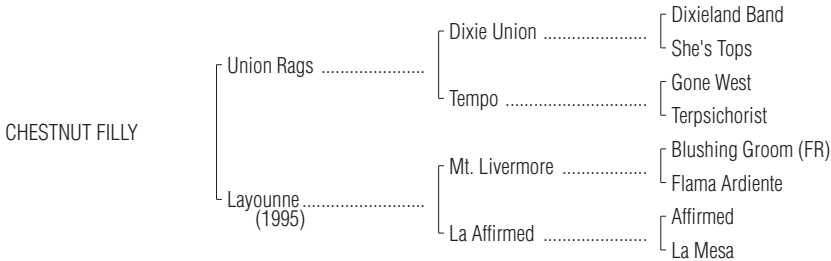 Dixieland Band
Dixie Union ......................
She's Tops
Union Rags ......................
Gone West
Tempo ..............................
Terpsichorist
CHESTNUT FILLY
Blushing Groom (FR)
Mt. Livermore ..................
Flama Ardiente
Layounne ..........................
(1995)
Affirmed
La Affirmed ......................
La Mesa